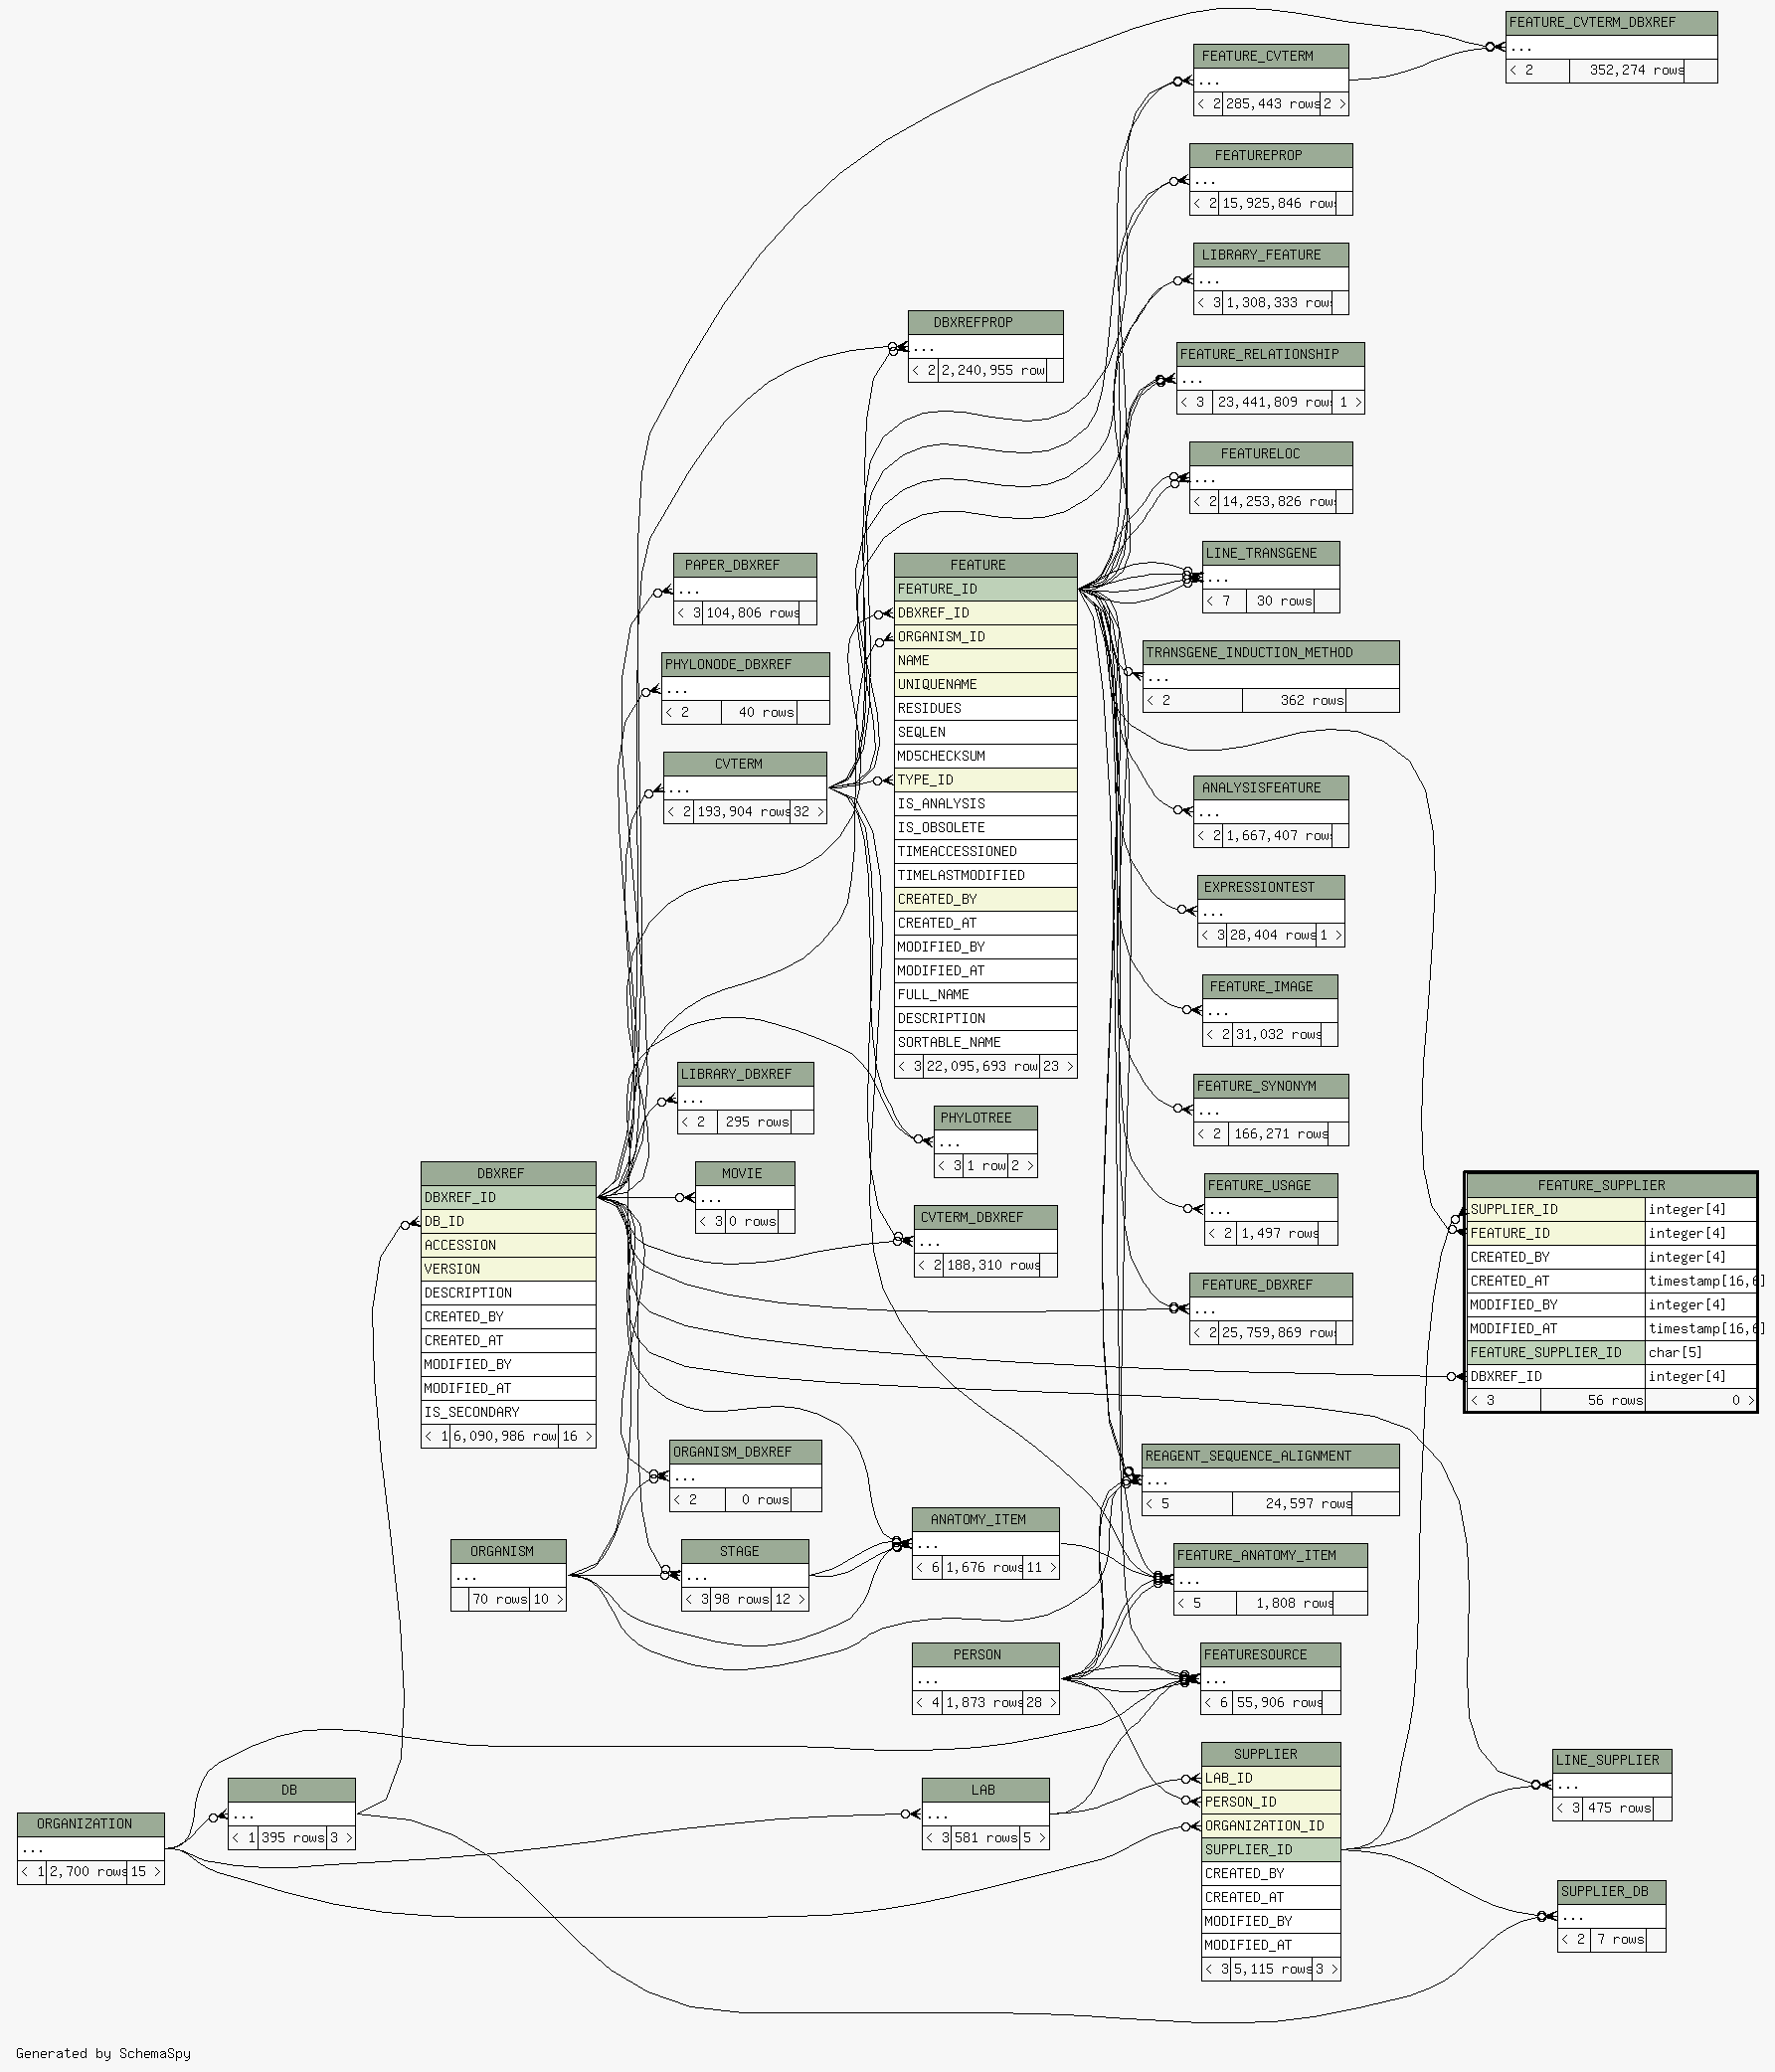 FEATURE_CVTERM_DBXREF
...
< 2 352,274 rows
FEATURE_CVTERM
...
< 2 285,443 rows 2 >
FEATUREPROP
...
< 2 15,925,846 rows
LIBRARY_FEATURE
...
< 3 1,308,333 rows
DBXREFPROP
...
< 2 2,240,955 row
FEATURE_RELATIONSHIP
...
< 3 23,441,809 rows 1 >
FEATURELOC
...
< 2 14,253,826 rows
LINE_TRANSGENE
...
< 7 30 rows
PAPER_DBXREF
...
< 3 104,806 rows
PHYLONODE_DBXREF
...
< 2 40 rows
CVTERM
...
< 2 193,904 rows 32 >
FEATURE
FEATURE_ID
DBXREF_ID
ORGANISM_ID
NAME
UNIQUENAME
RESIDUES
SEQLEN
MD5CHECKSUM
TYPE_ID
IS_ANALYSIS
IS_OBSOLETE
TIMEACCESSIONED
TIMELASTMODIFIED
CREATED_BY
CREATED_AT
MODIFIED_BY
MODIFIED_AT
FULL_NAME
DESCRIPTION
SORTABLE_NAME
< 3 22,095,693 row 23 >
TRANSGENE_INDUCTION_METHOD
...
< 2 362 rows
ANALYSISFEATURE
...
< 2 1,667,407 rows
EXPRESSIONTEST
...
< 3 28,404 rows 1 >
FEATURE_IMAGE
...
< 2 31,032 rows
FEATURE_SYNONYM
...
< 2 166,271 rows
FEATURE_USAGE
...
< 2 1,497 rows
FEATURE_DBXREF
...
< 2 25,759,869 rows
LIBRARY_DBXREF
...
< 2 295 rows
PHYLOTREE
...
< 3 1 row 2 >
MOVIE
...
< 3 0 rows
CVTERM_DBXREF
...
< 2 188,310 rows
DBXREF
DBXREF_ID
DB_ID
ACCESSION
VERSION
DESCRIPTION
CREATED_BY
CREATED_AT
MODIFIED_BY
MODIFIED_AT
IS_SECONDARY
< 1 6,090,986 row 16 >
FEATURE_SUPPLIER
SUPPLIER_ID integer[4]
FEATURE_ID integer[4]
CREATED_BY integer[4]
CREATED_AT timestamp[16,6]
MODIFIED_BY integer[4]
MODIFIED_AT timestamp[16,6]
FEATURE_SUPPLIER_ID char[5]
DBXREF_ID integer[4]
< 3 56 rows 0 >
ORGANISM_DBXREF
...
< 2 0 rows
REAGENT_SEQUENCE_ALIGNMENT
...
< 5 24,597 rows
ANATOMY_ITEM
...
< 6 1,676 rows 11 >
ORGANISM
...
70 rows 10 >
STAGE
...
< 3 98 rows 12 >
FEATURE_ANATOMY_ITEM
...
< 5 1,808 rows
PERSON
...
< 4 1,873 rows 28 >
FEATURESOURCE
...
< 6 55,906 rows
DB
...
< 1 395 rows 3 >
ORGANIZATION
...
< 1 2,700 rows 15 >
LAB
...
< 3 581 rows 5 >
SUPPLIER
LAB_ID
PERSON_ID
ORGANIZATION_ID
SUPPLIER_ID
CREATED_BY
CREATED_AT
MODIFIED_BY
MODIFIED_AT
< 3 5,115 rows 3 >
LINE_SUPPLIER
...
< 3 475 rows
SUPPLIER_DB
...
< 2 7 rows
Generated by SchemaSpy